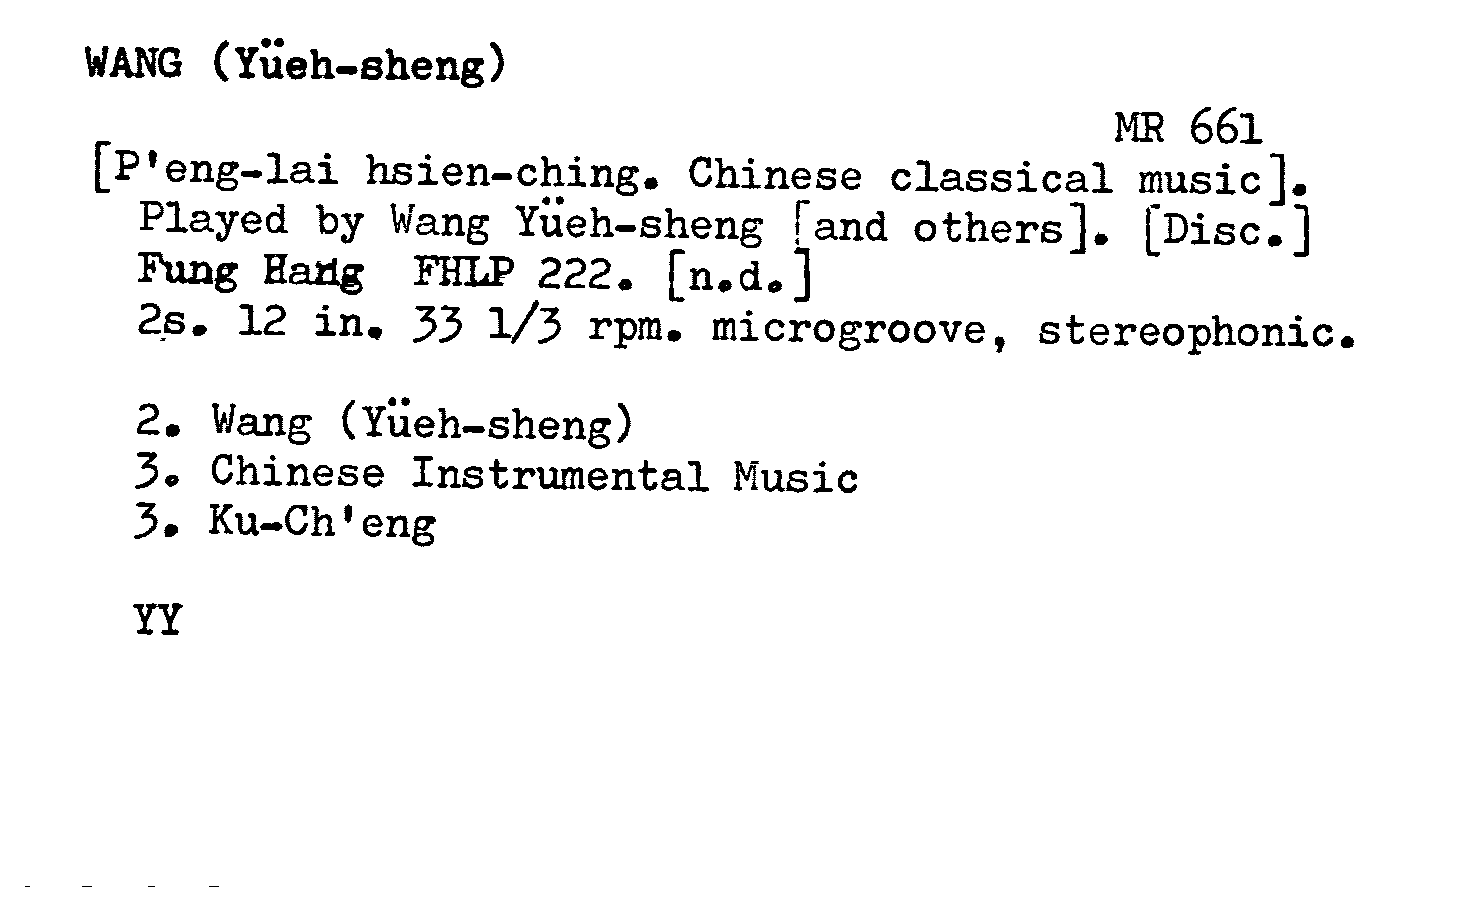 WANG (Yüeh-sheng)
MR 661
[P'eng-lai hsien-ching. Chinese classical music].
Played by Wang Yüeh-sheng [and others]. [Disc.]
Fung Hang FHLP 222. [n.d.]
2s. 12 in. 33 1/3 rpm. microgroove, stereophonic.
2. Wang (Yüeh-sheng)
3. Chinese Instrumental Music
3. Ku-Ch'eng
YY